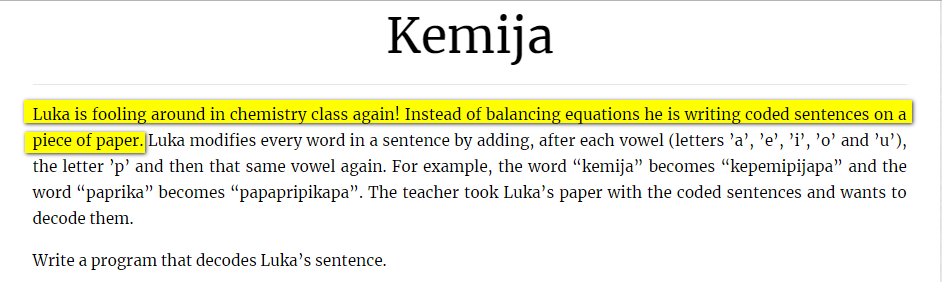 Kemija
Luka is fooling around in chemistry class again! Instead of balancing equations he is writing coded sentences on a
piece of paper. Luka modifies every word in a sentence by adding, after each vowel (letters ’a’, ’e’, ’i’, ’o’ and ’u’),
the letter ’p’ and then that same vowel again. For example, the word “kemija” becomes “kepemipijapa” and the
word “paprika” becomes “papapripikapa”. The teacher took Luka’s paper with the coded sentences and wants to
decode them.
Write a program that decodes Luka’s sentence.